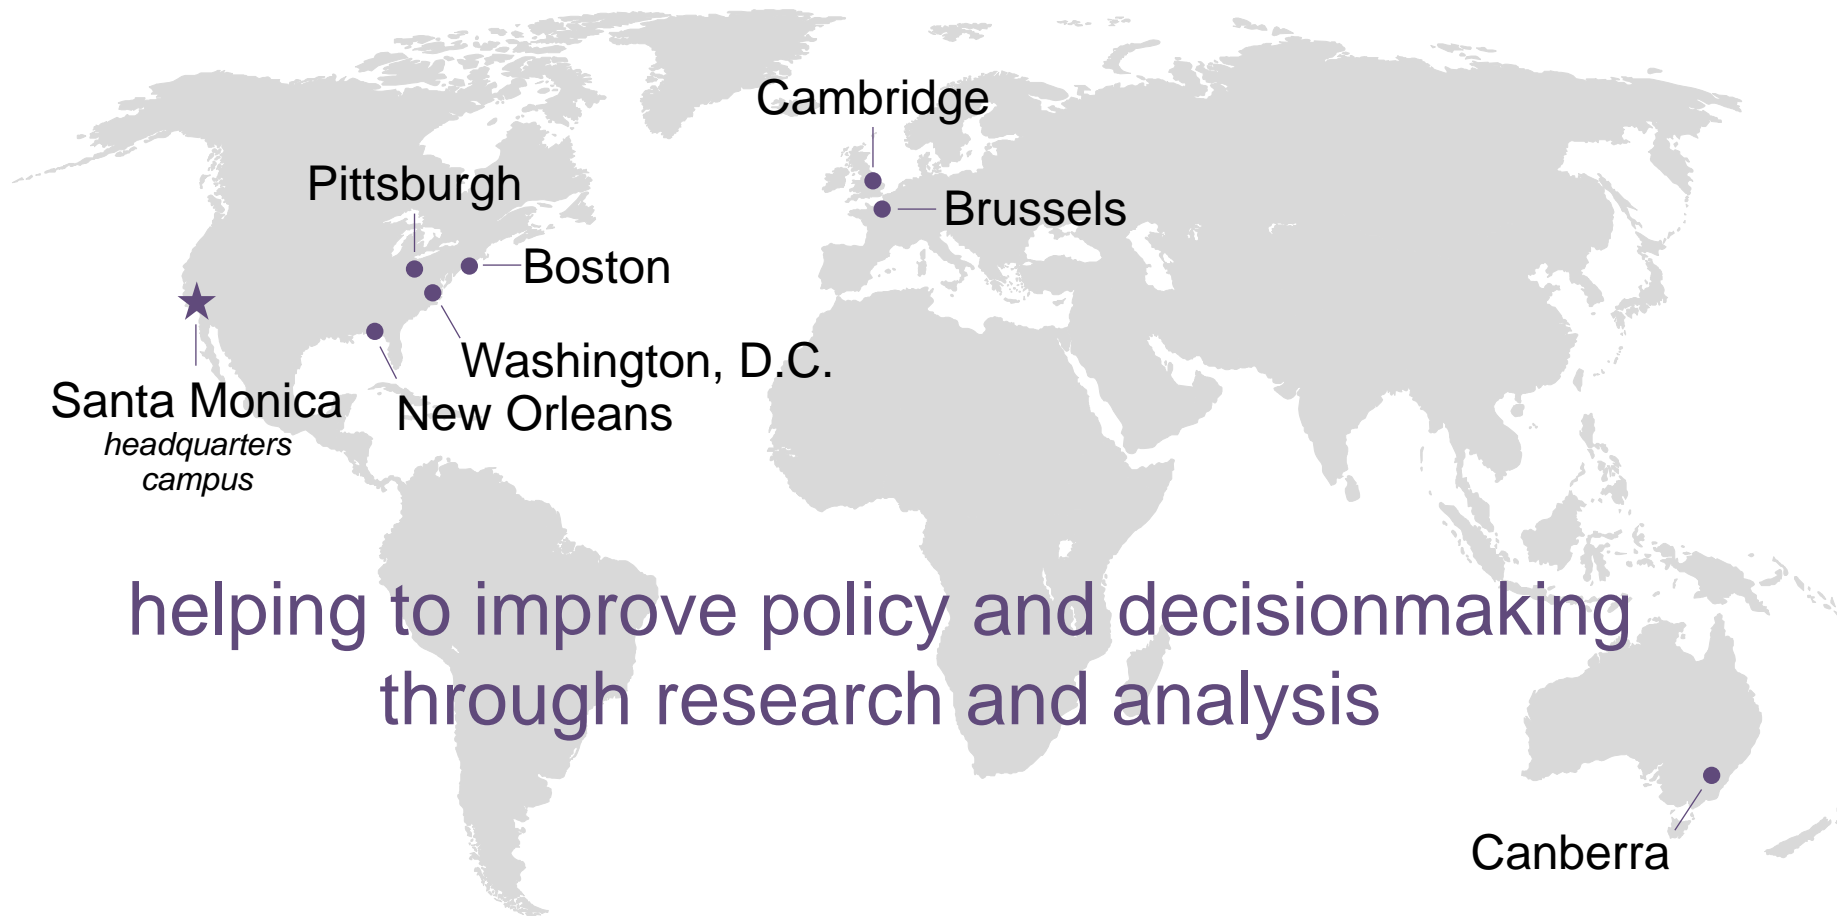 Cambridge
Pittsburgh
Brussels
Boston
Washington, D.C.
Santa Monica
headquarters
campus
New Orleans
helping to improve policy and decisionmaking
through research and analysis
Canberra